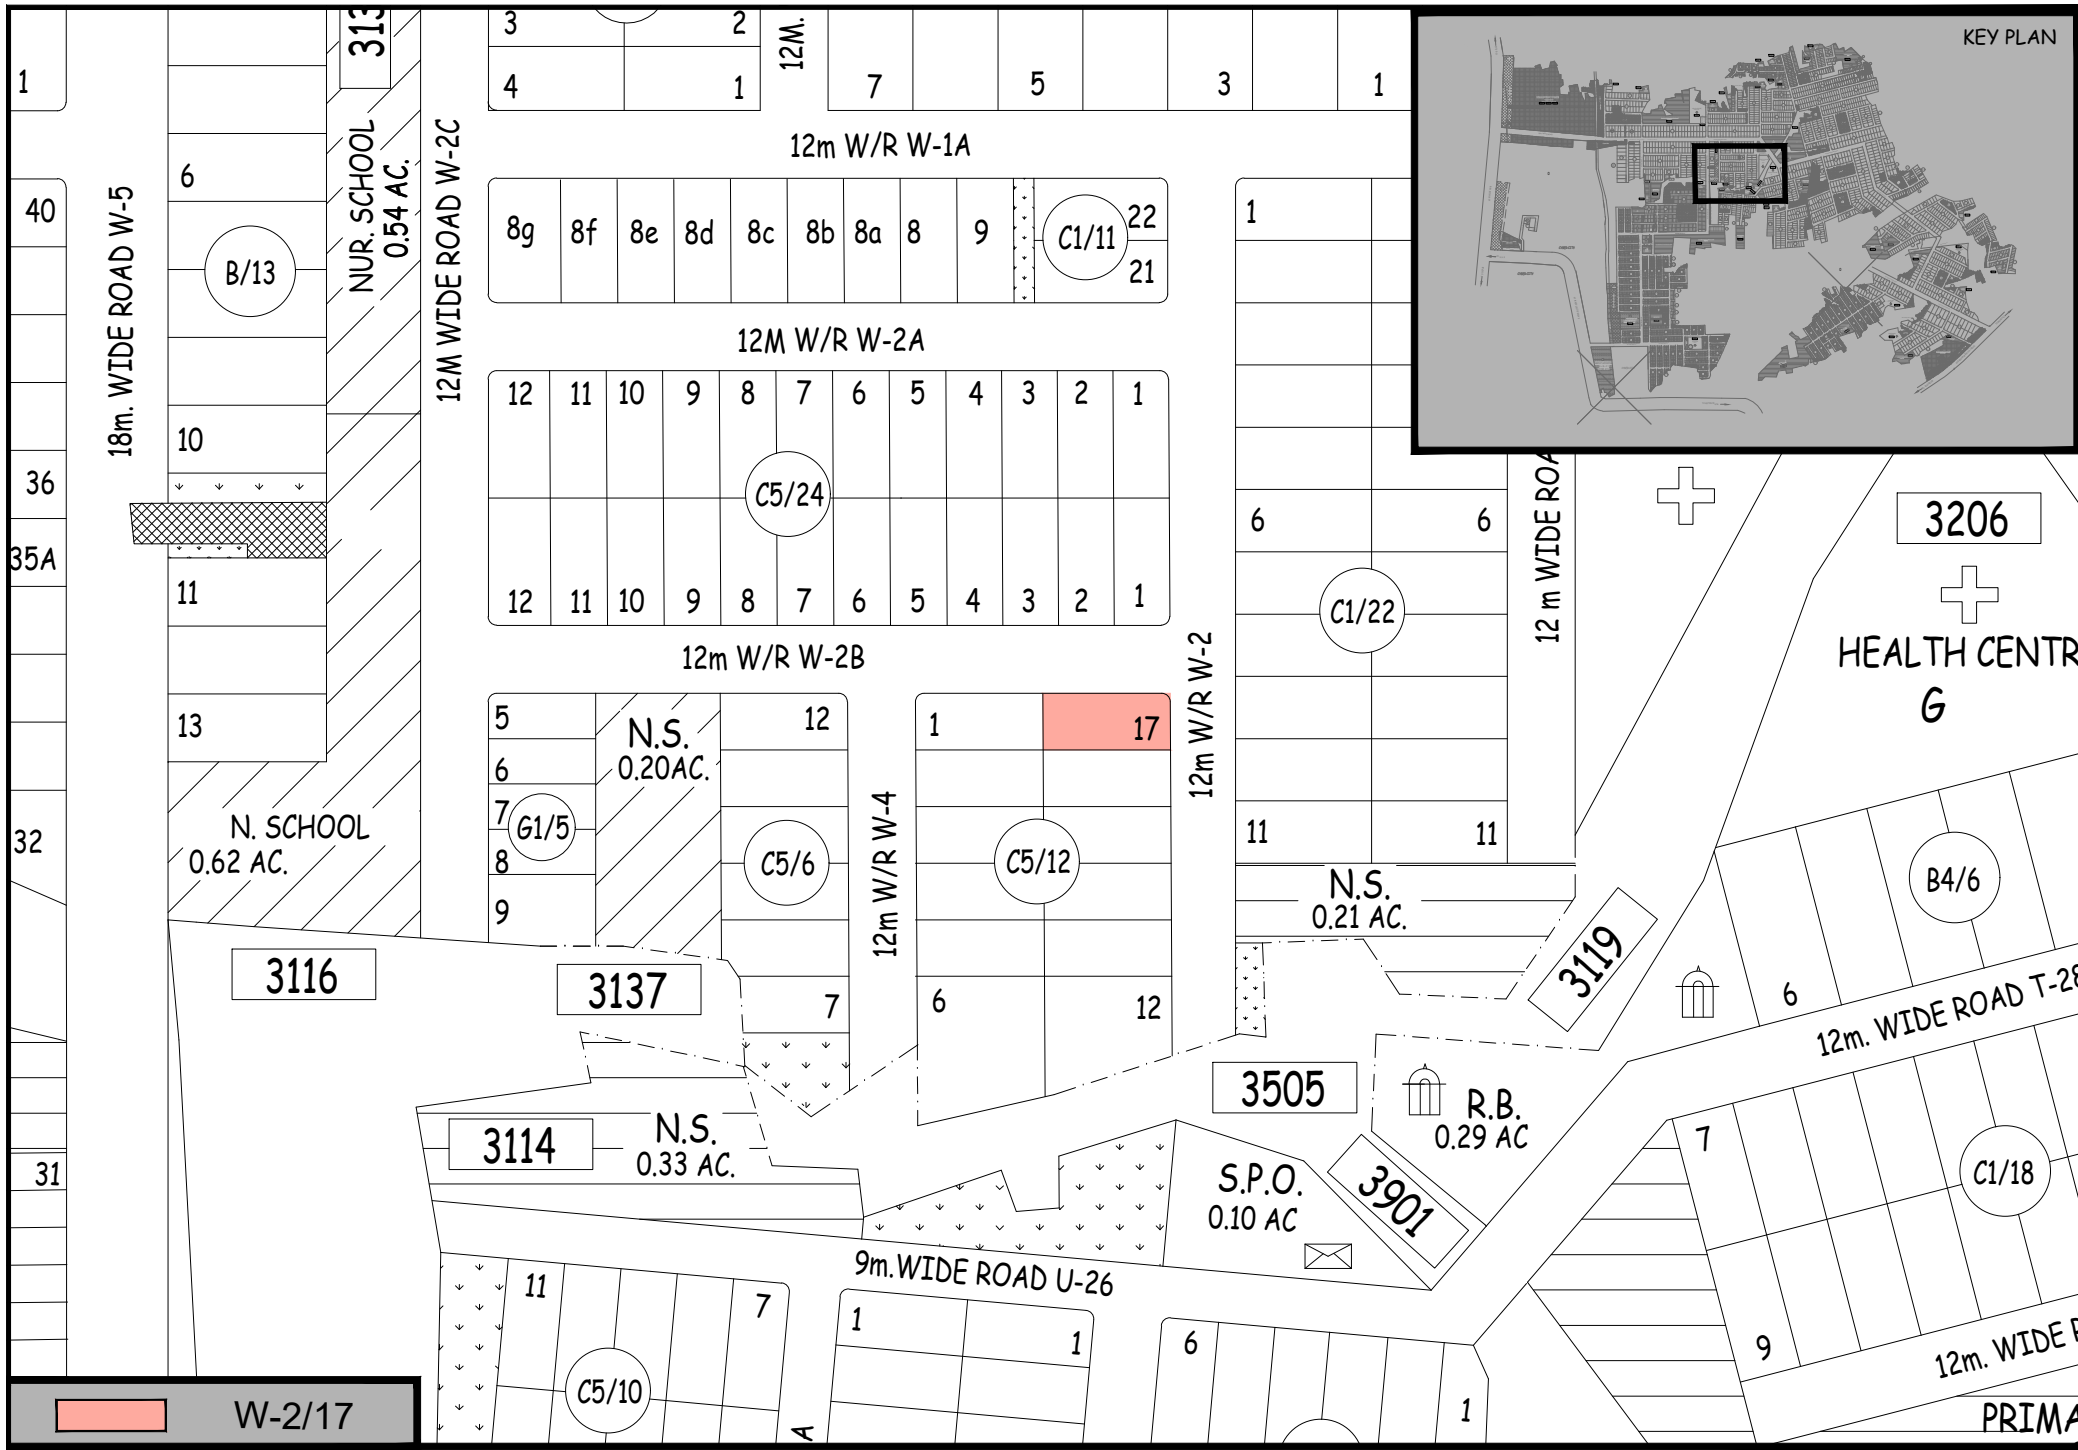 313
3
2
12M.
KEY PLAN
1
4
1
7
5
3
1
12m W/R W-1A
6
NUR. SCHOOL
0.54 AC.
12M WIDE ROAD W-2C
18m. WIDE ROAD W-5
40
8g
8f
8e
8d
8c
8b
8a
8
9
C1/11
22
21
1
B/13
12M W/R W-2A
12
11
10
9
8
7
6
5
4
3
2
1
10
36
C5/24
6
6
12 m WIDE ROA
3206
35A
11
12
11
10
9
8
7
6
5
4
3
2
1
C1/22
HEALTH CENTR
G
12m W/R W-2B
12m W/R W-2
13
5
N.S.
0.20AC.
12
1
17
6
7
G1/5
8
9
C5/6
12m W/R W-4
C5/12
11
11
32
N. SCHOOL
0.62 AC.
N.S.
0.21 AC.
B4/6
3116
3137
7
6
12
3119
6
12m. WIDE ROAD T-28
3505
R.B.
0.29 AC
3114
N.S.
0.33 AC.
7
31
S.P.O.
0.10 AC
3901
C1/18
9m.WIDE ROAD U-26
11
7
1
1
6
9
12m. WIDE R
C5/10
A
1
PRIMA
W-2/17